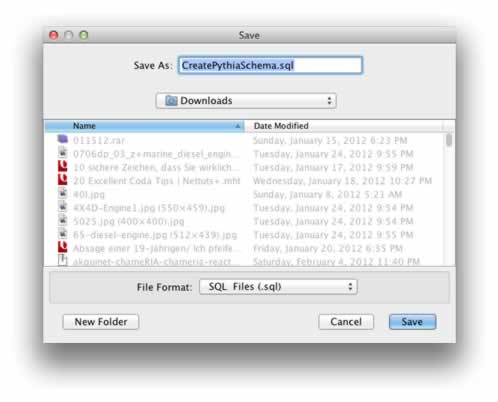 Save
Save As: CreatePythiaSchema.sql
Downloads
Name Date Modified
011512.rar Sunday, January 15, 2012 6:23 PM
0706dp_03_z+marine_diesel_engin... Tuesday, January 24, 2012 9:55 PM
10 sichere Zeichen, dass Sie wirklich... Tuesday, January 17, 2012 9:59 PM
20 Excellent Coda Tips | Nettuts+.mht Wednesday, January 18, 2012 10:27 PM
40l.jpg Sunday, January 8, 2012 5:21 AM
4X4D-Engine1.jpg (550×459).jpg Tuesday, January 24, 2012 9:54 PM
5025.jpg (400×400).jpg Tuesday, January 24, 2012 9:54 PM
65-diesel-engine.jpg (512×439).jpg Tuesday, January 24, 2012 9:55 PM
Absage einer 19-Jährigen/ Ich pfeife... Friday, January 20, 2012 6:35 PM
akquinet-chameRIA-chameria-react... Saturday, February 4, 2012 11:40 PM
File Format: SQL Files (.sql)
New Folder Cancel Save